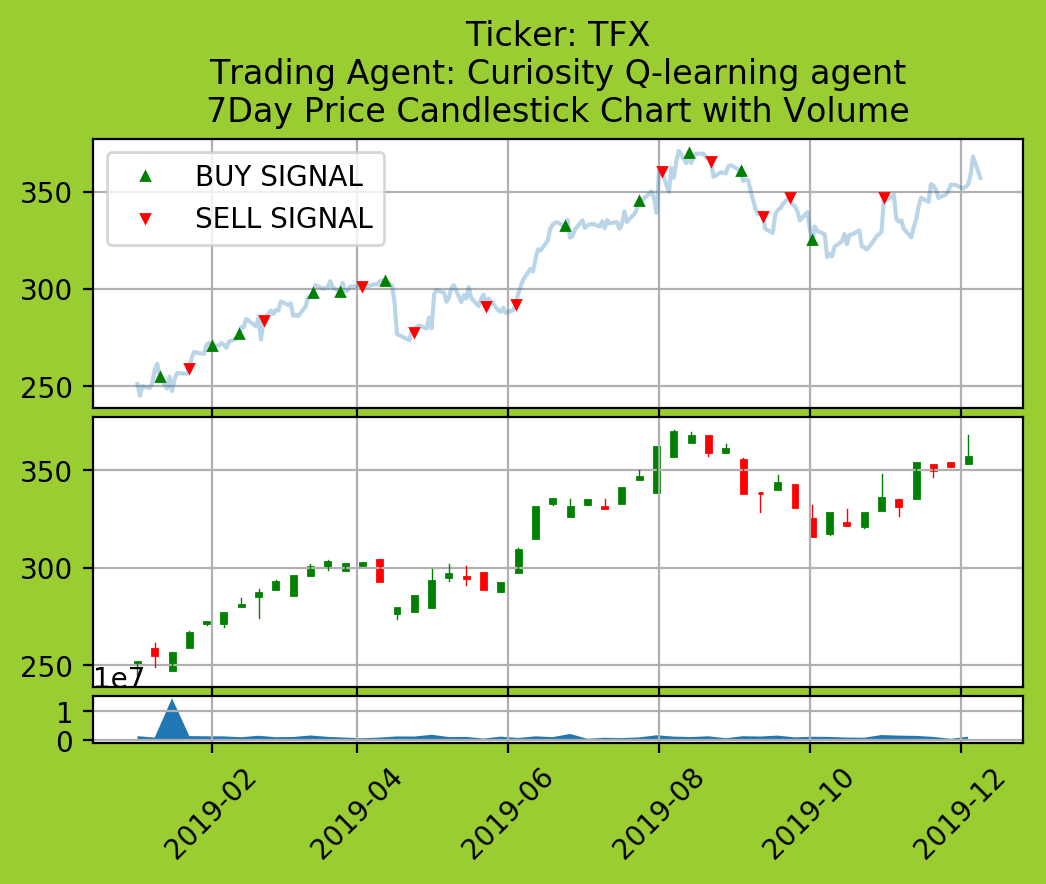 Ticker: TFX
Trading Agent: Curiosity Q-learning agent
7Day Price Candlestick Chart with Volume
BUY SIGNAL
SELL SIGNAL
350
300
250
350
300
250
1e7
1
0
2019-02
2019-04
2019-06
2019-08
2019-10
2019-12